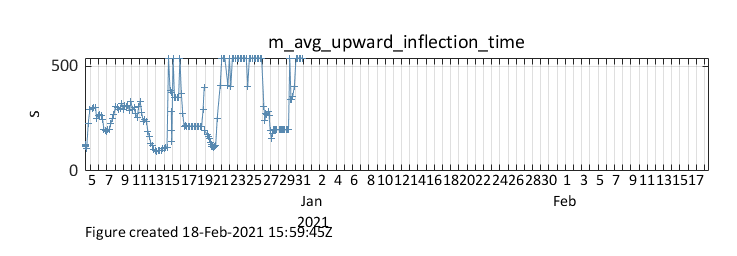 m_avg_upward_inflection_time
500
s
0
5 7 9 11 13 15 17 19 21 23 25 27 29 31 2 4 6 8 10 12 14 16 18 20 22 24 26 28 30 1 3 5 7 9 11 13 15 17
Jan Feb
2021
Figure created 18-Feb-2021 15:59:45Z